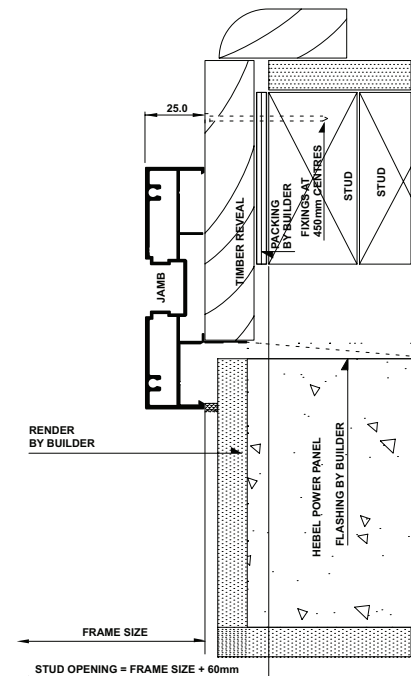 25.0
JAMB
TIMBER REVEAL
PACKING
BY BUILDER
FIXINGS AT
450mm CENTRES
STUD
STUD
RENDER
BY BUILDER
HEBEL POWER PANEL
FLASHING BY BUILDER
FRAME SIZE
STUD OPENING = FRAME SIZE + 60mm